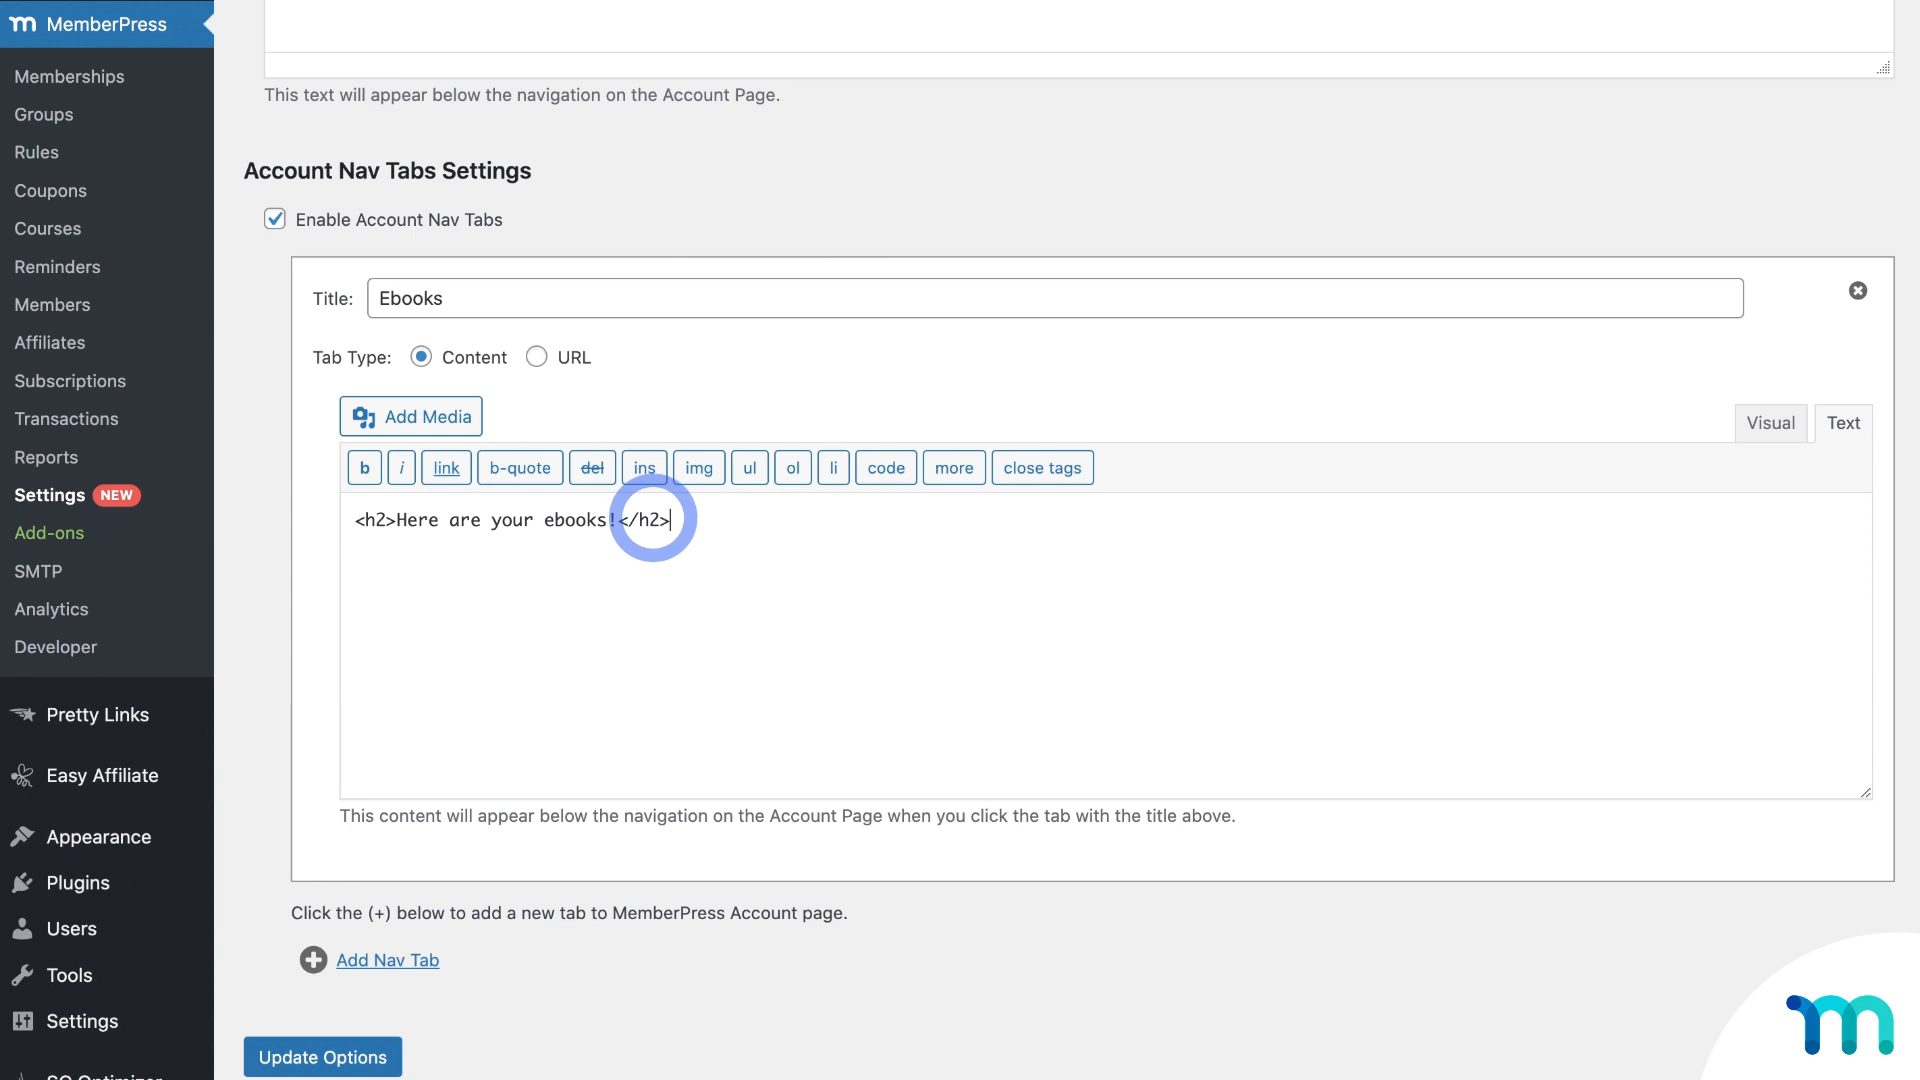 MemberPress
Memberships
Groups
Rules
Coupons
Courses
Reminders
Members
Affiliates
Subscriptions
Transactions
Reports
Settings NEW
Add-ons
SMTP
Analytics
Developer
Pretty Links
Easy Affiliate
Appearance
Plugins
Users
Tools
Settings
This text will appear below the navigation on the Account Page.
Account Nav Tabs Settings
Enable Account Nav Tabs
Title: Ebooks
Tab Type: Content URL
Add Media
Visual Text
b i link b-quote del ins img ul ol li code more close tags
<h2>Here are your ebooks!</h2>
This content will appear below the navigation on the Account Page when you click the tab with the title above.
Click the (+) below to add a new tab to MemberPress Account page.
Add Nav Tab
Update Options